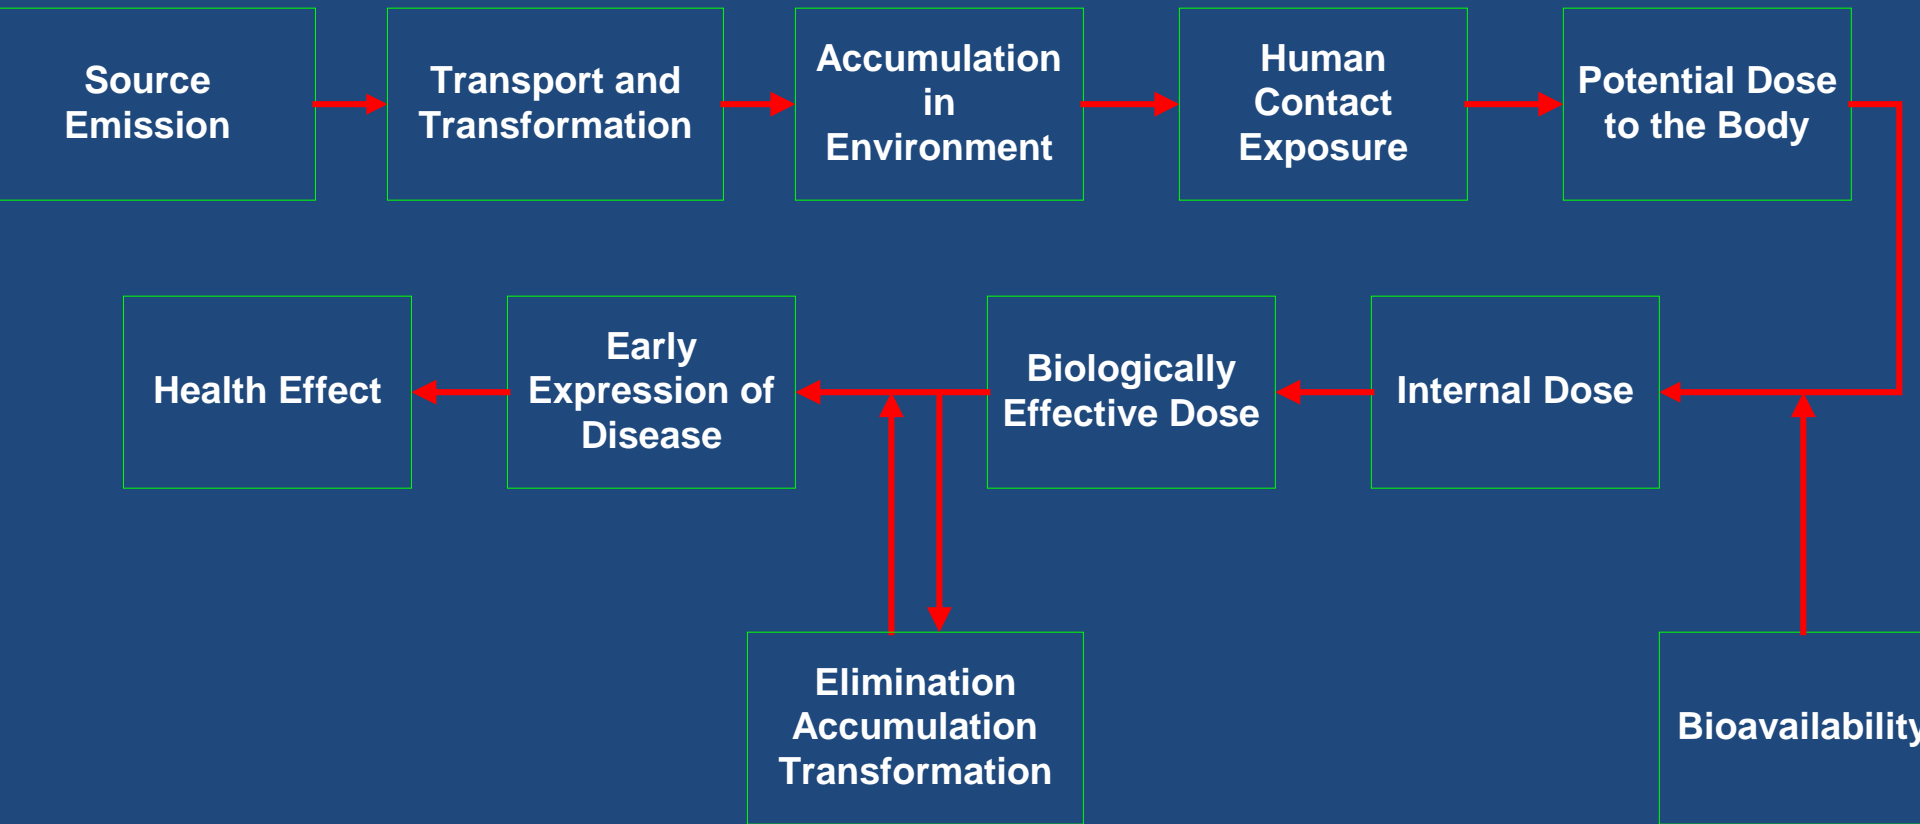 Source
Emission
Transport and
Transformation
Accumulation
in
Environment
Human
Contact
Exposure
Potential Dose
to the Body
Health Effect
Early
Expression of
Disease
Biologically
Effective Dose
Internal Dose
Elimination
Accumulation
Transformation
Bioavailability